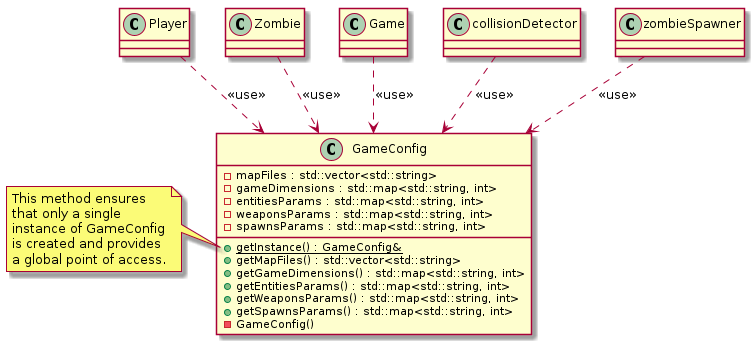 C Player
C Zombie
C Game
C collisionDetector
C zombieSpawner
«use»
«use»
«use»
«use»
«use»
C GameConfig
mapFiles : std::vector<std::string>
gameDimensions : std::map<std::string, int>
entitiesParams : std::map<std::string, int>
weaponsParams : std::map<std::string, int>
spawnsParams : std::map<std::string, int>
This method ensures
that only a single
instance of GameConfig
is created and provides
a global point of access.
getInstance() : GameConfig&
getMapFiles() : std::vector<std::string>
getGameDimensions() : std::map<std::string, int>
getEntitiesParams() : std::map<std::string, int>
getWeaponsParams() : std::map<std::string, int>
getSpawnsParams() : std::map<std::string, int>
GameConfig()